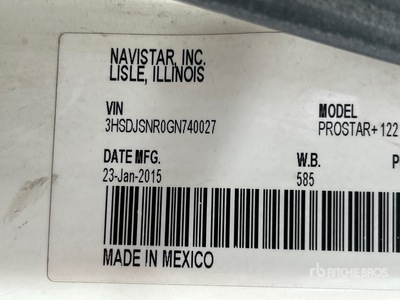 NAVISTAR, INC.
LISLE, ILLINOIS
VIN MODEL
3HSDJSNR0GN740027 PROSTAR+ 122
DATE MFG. W.B. P
23-Jan-2015 585
MADE IN MEXICO
rb RITCHIE BROS.